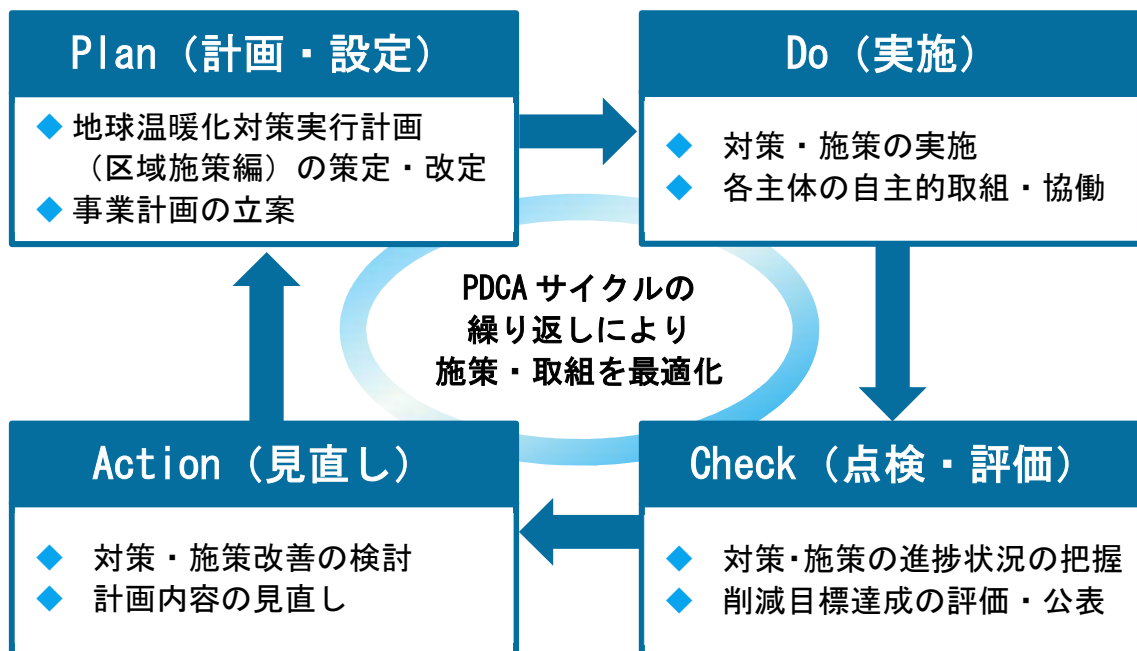 Plan（計画・設定）
◆ 地球温暖化対策実行計画
（区域施策編）の策定・改定
◆ 事業計画の立案
Do（実施）
◆ 対策・施策の実施
◆ 各主体の自主的取組・協働
PDCA サイクルの
繰り返しにより
施策・取組を最適化
Action（見直し）
◆ 対策・施策改善の検討
◆ 計画内容の見直し
Check（点検・評価）
◆ 対策・施策の進捗状況の把握
◆ 削減目標達成の評価・公表